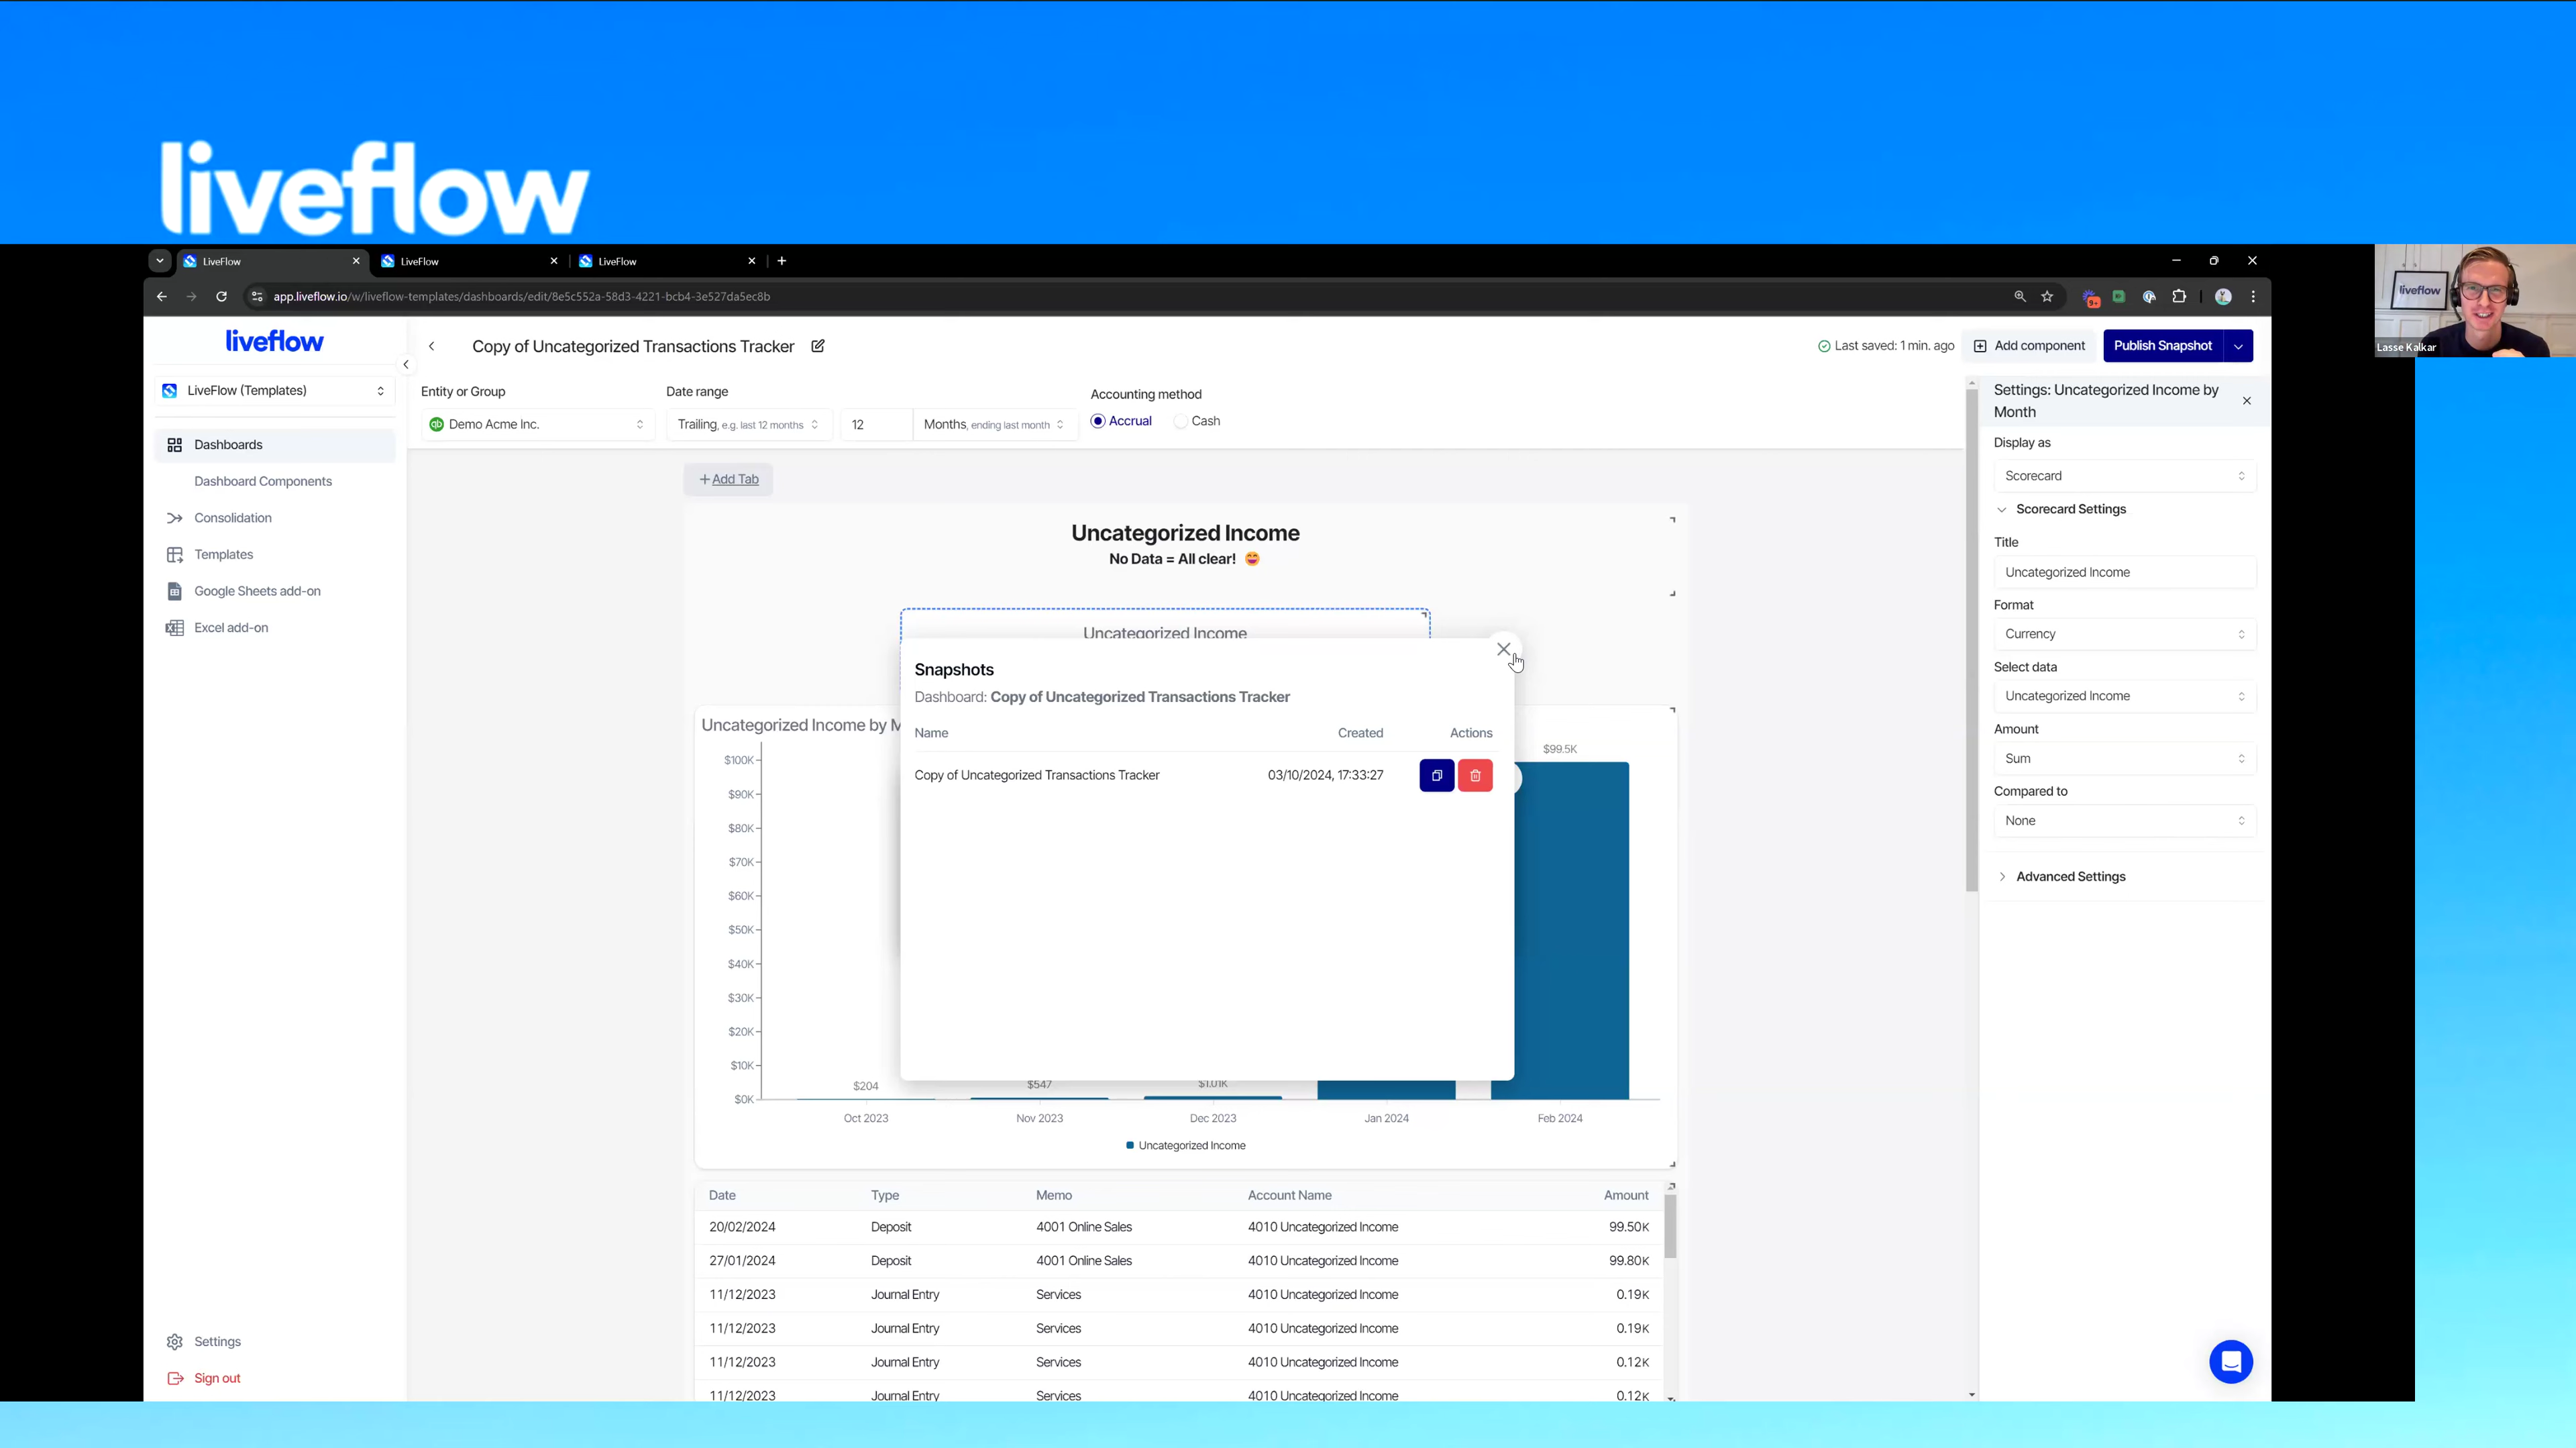 liveflow
LiveFlow
LiveFlow
LiveFlow
app.liveflow.io/w/liveflow-templates/dashboards/edit/8e5c552a-58d3-4221-bcb4-3e527da5ec8b
9+
liveflow
Lasse Kalkar
liveflow
Copy of Uncategorized Transactions Tracker
Last saved: 1 min. ago
Add component
Publish Snapshot
LiveFlow (Templates)
Dashboards
Dashboard Components
Consolidation
Templates
Google Sheets add-on
Excel add-on
Settings
Sign out
Entity or Group
Date range
Accounting method
Demo Acme Inc.
Trailing, e.g. last 12 months
12
Months, ending last month
Accrual
Cash
+ Add Tab
Uncategorized Income
No Data = All clear! 😄
Uncategorized Income
Snapshots
Dashboard: Copy of Uncategorized Transactions Tracker
Name Created Actions
Copy of Uncategorized Transactions Tracker 03/10/2024, 17:33:27
Uncategorized Income by M
$100K
$90K
$80K
$70K
$60K
$50K
$40K
$30K
$20K
$10K
$0K
$204
$547
$1.01K
$99.5K
Oct 2023 Nov 2023 Dec 2023 Jan 2024 Feb 2024
Uncategorized Income
Date Type Memo Account Name Amount
20/02/2024 Deposit 4001 Online Sales 4010 Uncategorized Income 99.50K
27/01/2024 Deposit 4001 Online Sales 4010 Uncategorized Income 99.80K
11/12/2023 Journal Entry Services 4010 Uncategorized Income 0.19K
11/12/2023 Journal Entry Services 4010 Uncategorized Income 0.19K
11/12/2023 Journal Entry Services 4010 Uncategorized Income 0.12K
11/12/2023 Journal Entry Services 4010 Uncategorized Income 0.12K
Settings: Uncategorized Income by
Month
Display as
Scorecard
Scorecard Settings
Title
Uncategorized Income
Format
Currency
Select data
Uncategorized Income
Amount
Sum
Compared to
None
Advanced Settings